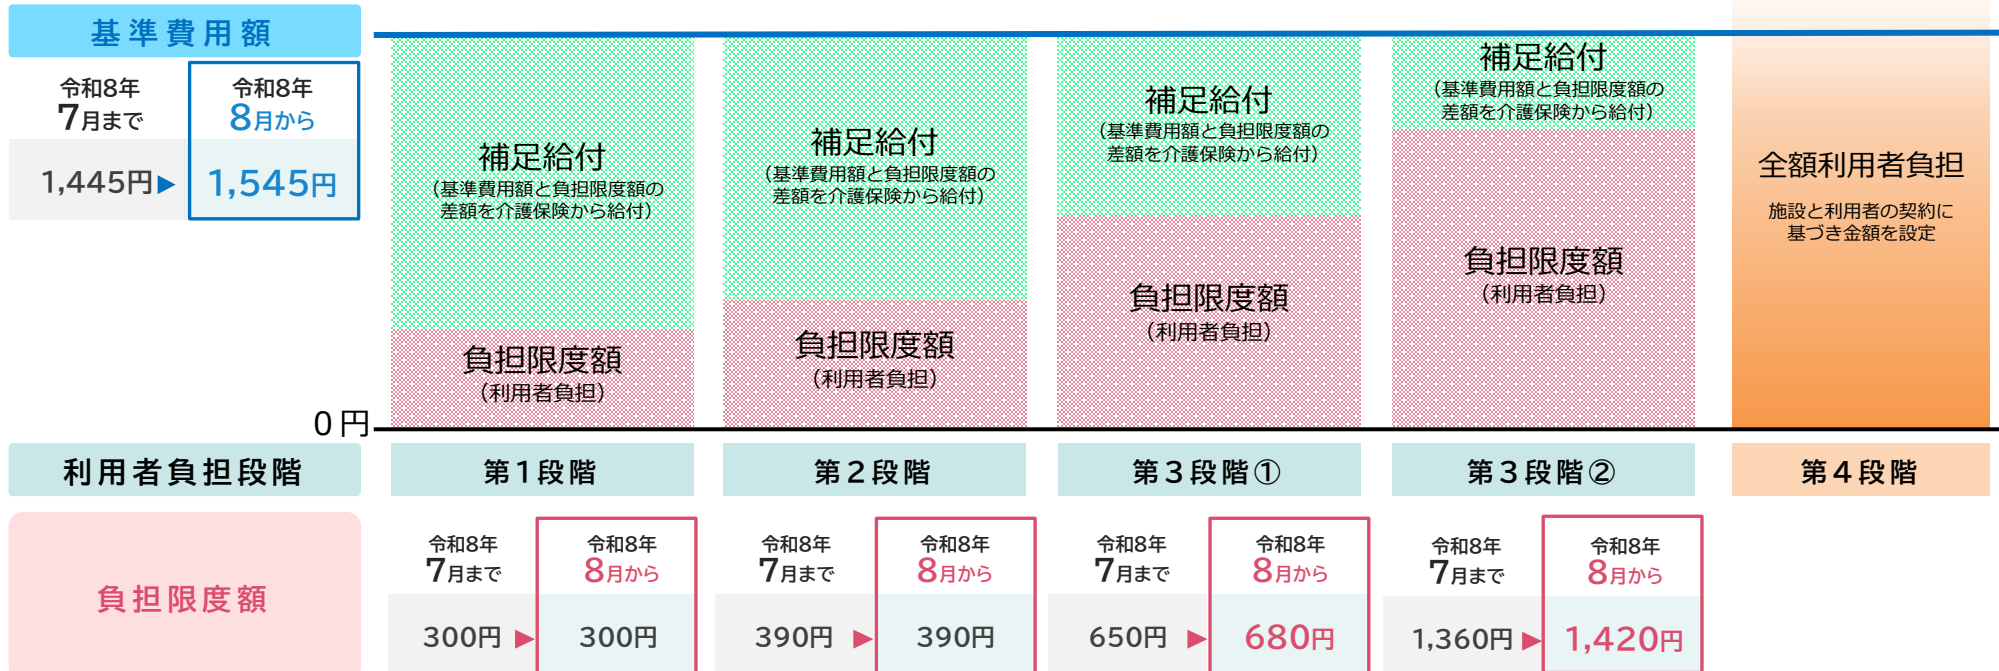 基準費用額
令和8年
7月まで
令和8年
8月から
1,445円▶
1,545円
補足給付
（基準費用額と負担限度額の
差額を介護保険から給付）
負担限度額
（利用者負担）
補足給付
（基準費用額と負担限度額の
差額を介護保険から給付）
負担限度額
（利用者負担）
補足給付
（基準費用額と負担限度額の
差額を介護保険から給付）
負担限度額
（利用者負担）
補足給付
（基準費用額と負担限度額の
差額を介護保険から給付）
負担限度額
（利用者負担）
全額利用者負担
施設と利用者の契約に
基づき金額を設定
0円
利用者負担段階
第1段階
第2段階
第3段階①
第3段階②
第4段階
負担限度額
令和8年
7月まで
令和8年
8月から
300円▶
300円
令和8年
7月まで
令和8年
8月から
390円▶
390円
令和8年
7月まで
令和8年
8月から
650円▶
680円
令和8年
7月まで
令和8年
8月から
1,360円▶
1,420円